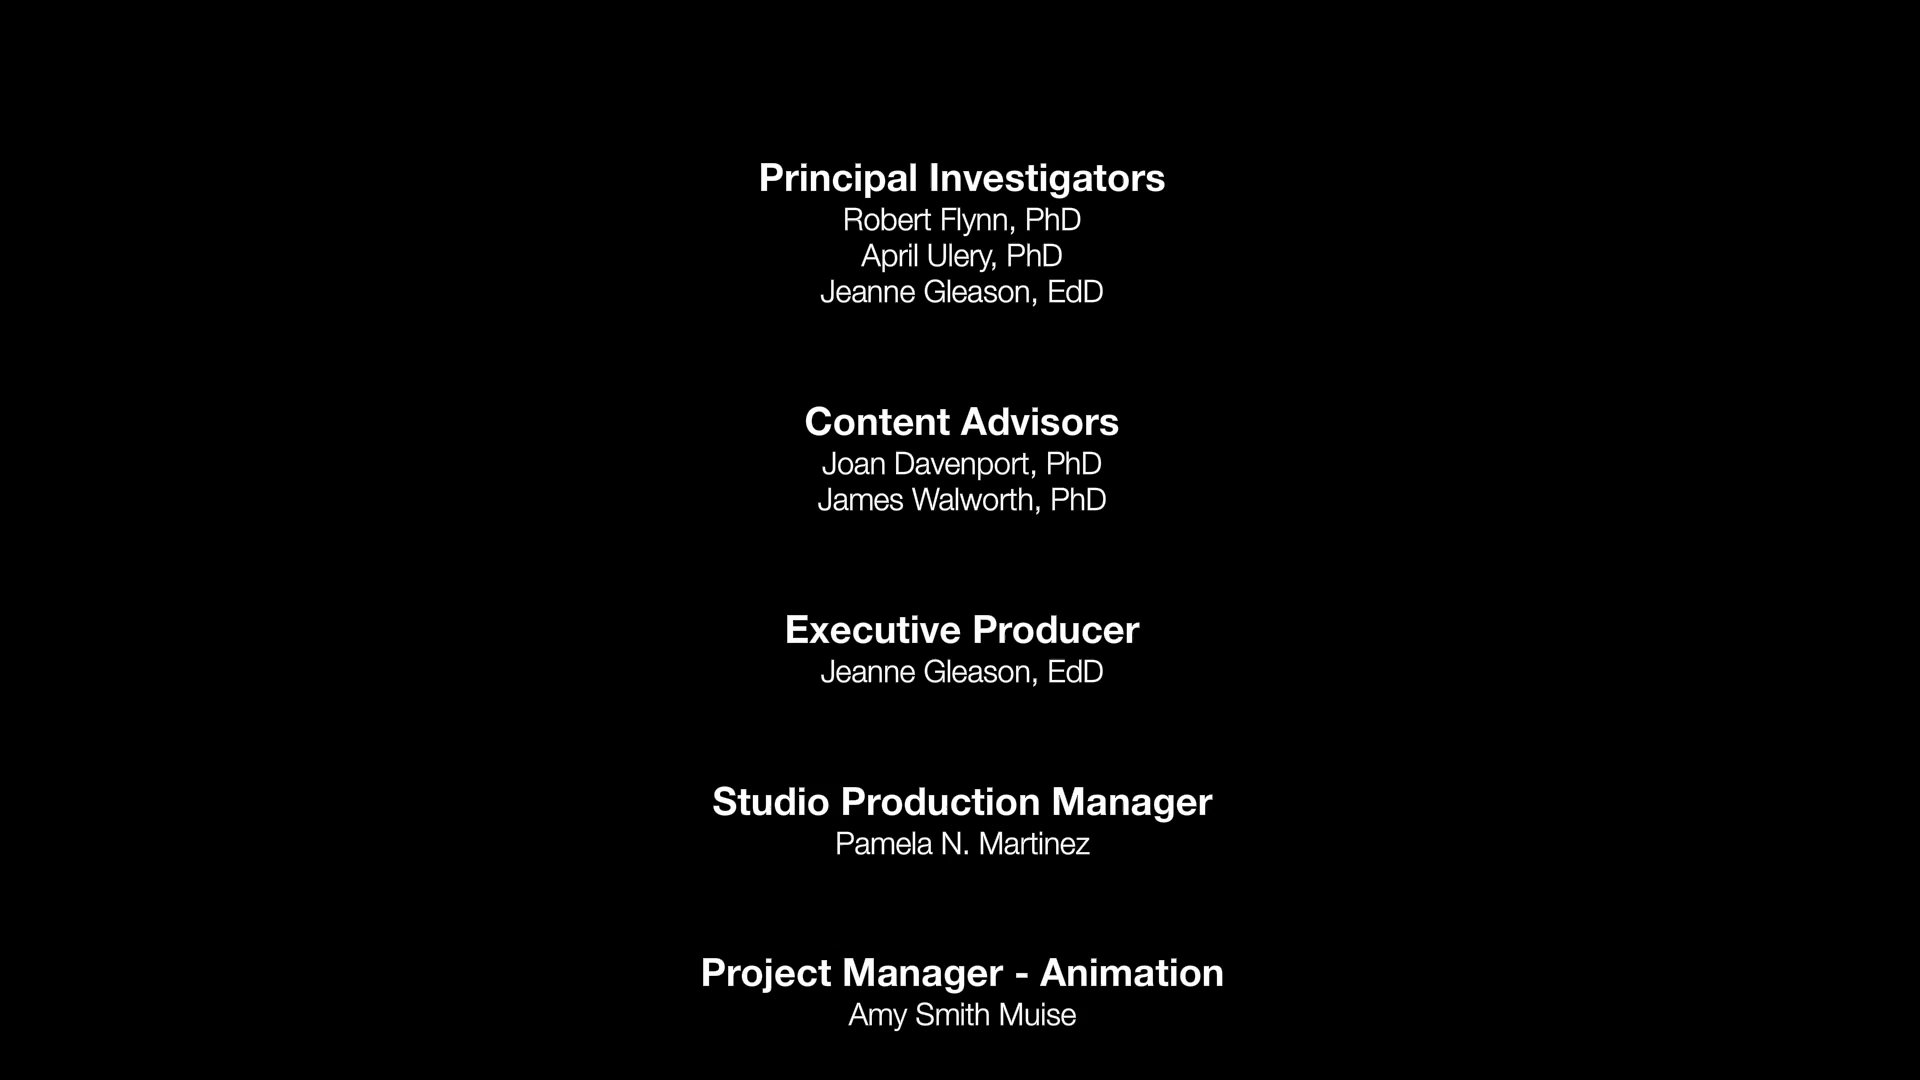 Principal Investigators
Robert Flynn, PhD
April Ulery, PhD
Jeanne Gleason, EdD
Content Advisors
Joan Davenport, PhD
James Walworth, PhD
Executive Producer
Jeanne Gleason, EdD
Studio Production Manager
Pamela N. Martinez
Project Manager - Animation
Amy Smith Muise